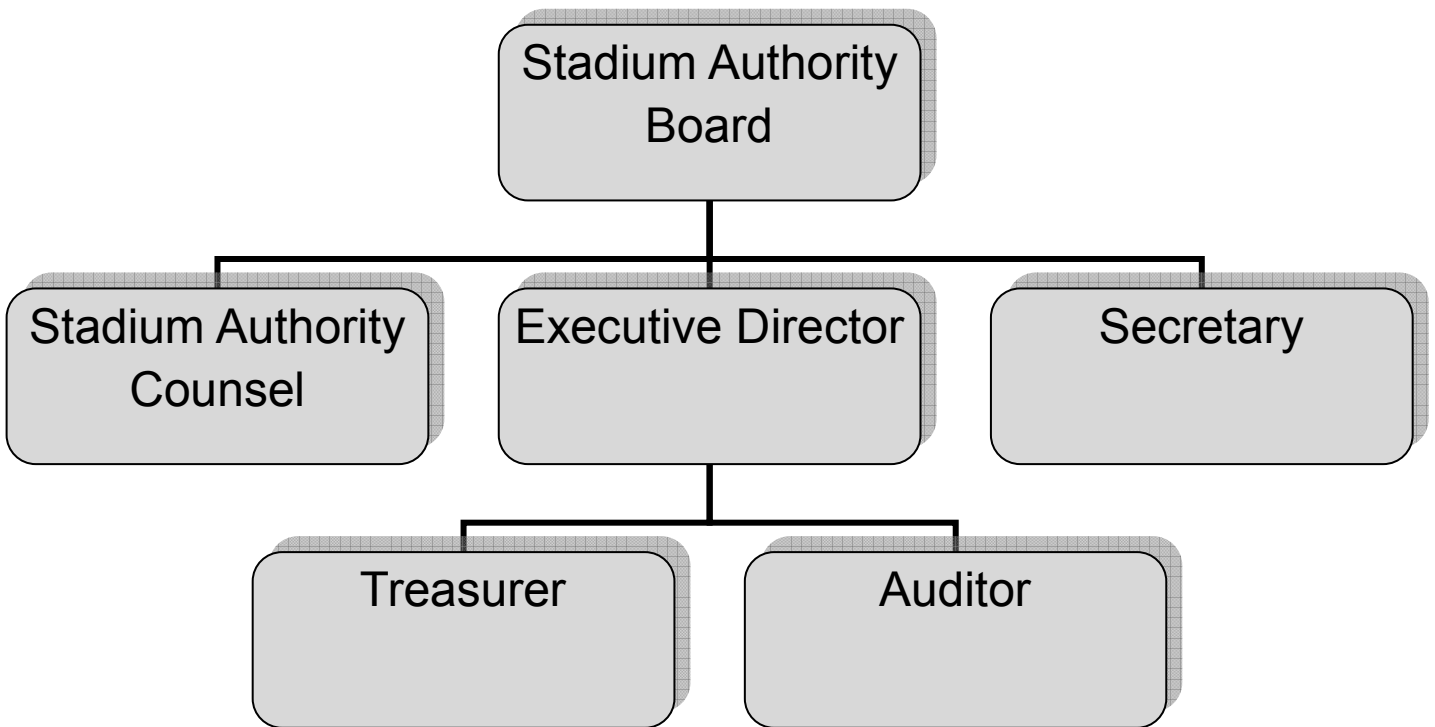 Stadium Authority
Board
Stadium Authority
Counsel
Executive Director
Secretary
Treasurer
Auditor